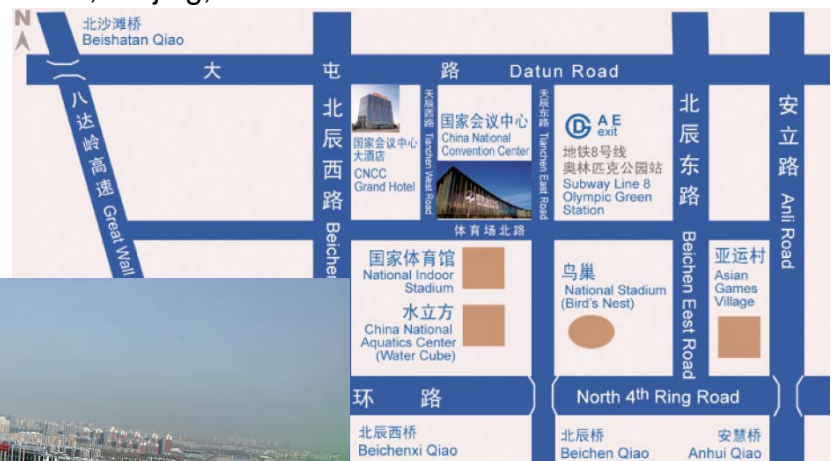 N
北沙滩桥
Beishatan Qiao
大屯路 Datun Road
八达岭高速 Great Wall
北辰西路 Beichen
国家会议中心
大酒店
CNCC
Grand Hotel
天辰西路 Tianchen West Road
国家会议中心
China National
Convention Center
天辰东路 Tianchen East Road
A E
exit
地铁8号线
奥林匹克公园站
Subway Line 8
Olympic Green
Station
北辰东路 Beichen Eest Road
安立路 Anli Road
体育场北路
国家体育馆
National Indoor
Stadium
水立方
China National
Aquatics Center
(Water Cube)
鸟巢
National Stadium
(Bird's Nest)
亚运村
Asian
Games
Village
环路 North 4th Ring Road
北辰西桥
Beichenxi Qiao
北辰桥
Beichen Qiao
安慧桥
Anhui Qiao